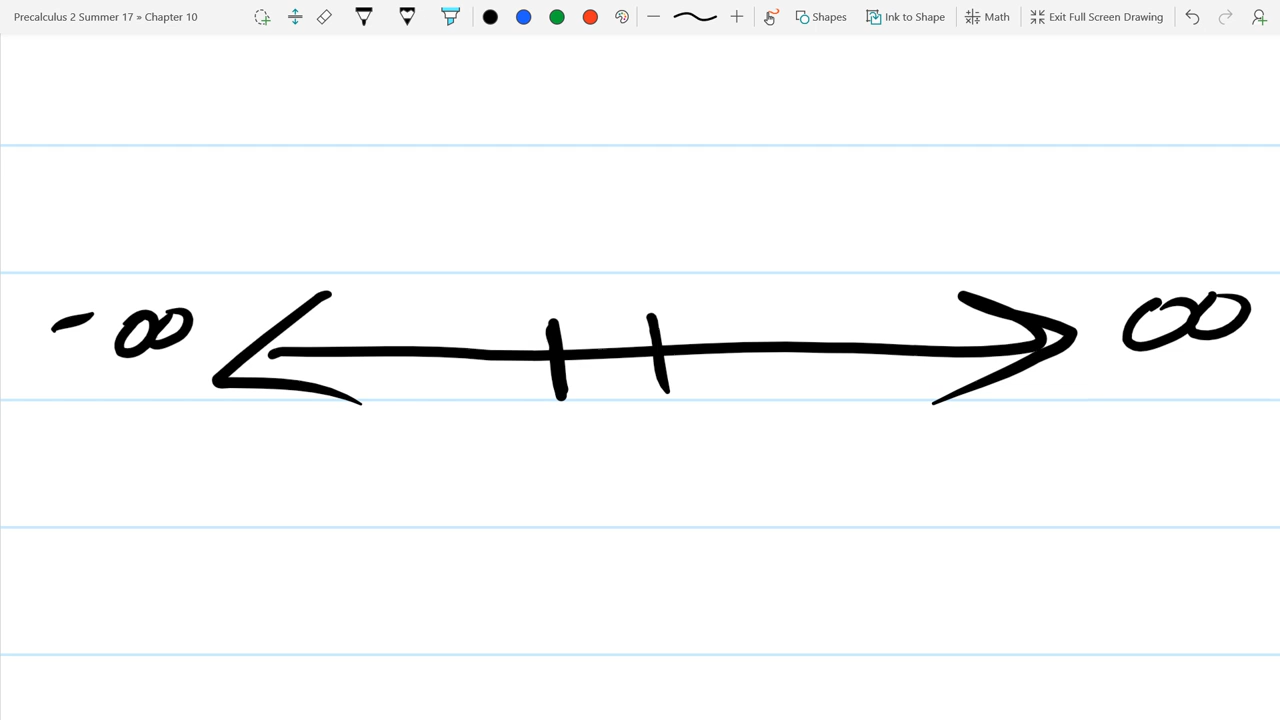 Precalculus 2 Summer 17 » Chapter 10
Shapes
Ink to Shape
Math
Exit Full Screen Drawing
-∞ ∞